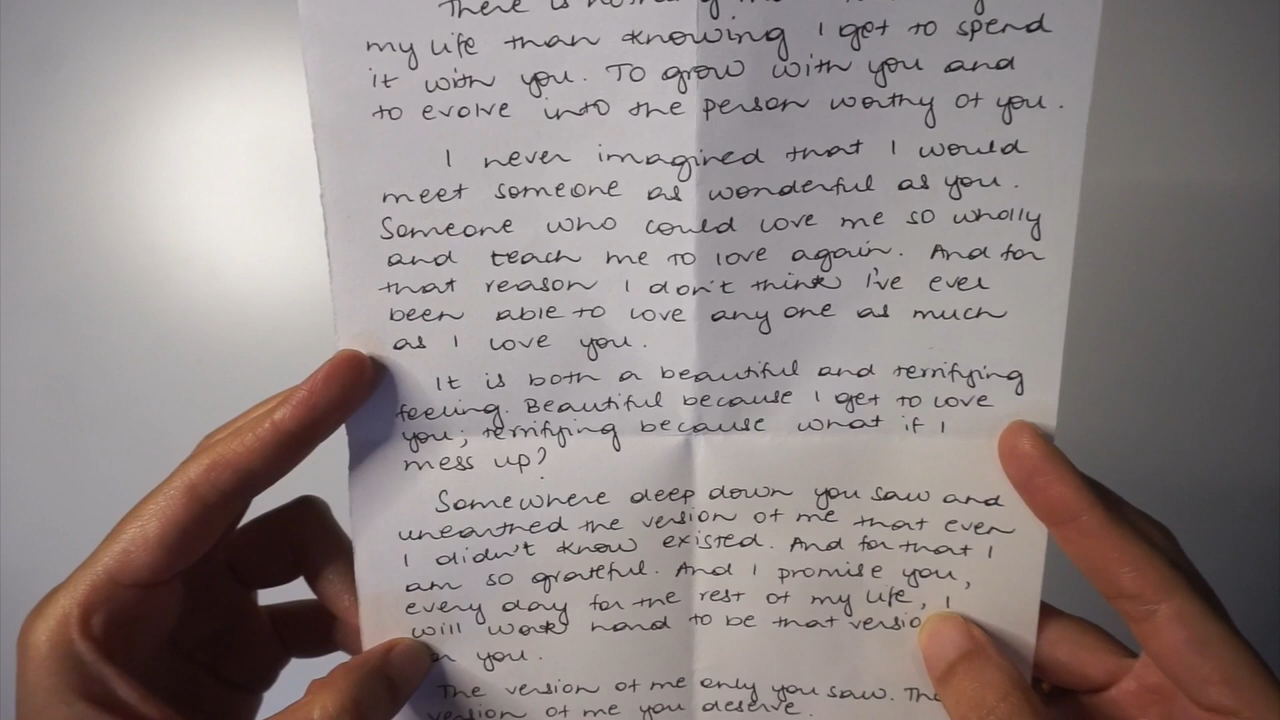 There is
my life than knowing I get to spend
it with you. To grow with you and
to evolve into the person worthy of you.
I never imagined that I would
meet someone as wonderful as you.
Someone who could love me so wholly
and teach me to love again. And for
that reason I don't think I've ever
been able to love any one as much
as I love you.
It is both a beautiful and terrifying
feeling. Beautiful because I get to love
you; terrifying because what if I
mess up?
Somewhere deep down you saw and
unearthed the version of me that even
I didn't know existed. And for that I
am so grateful. And I promise you,
every day for the rest of my life, I
will work hard to be that versio
you.
The version of me only you saw. The
version of me you deserve.